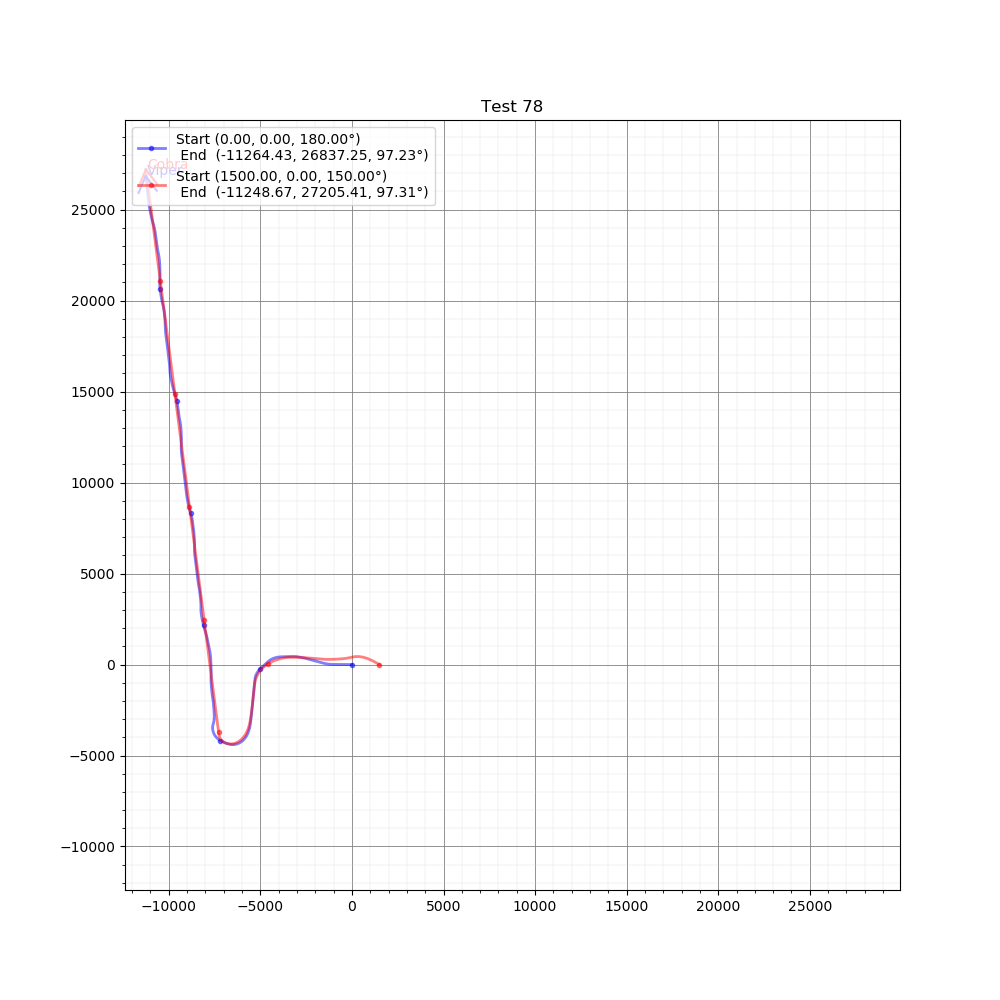 Test 78
Start (0.00, 0.00, 180.00°)
End (-11264.43, 26837.25, 97.23°)
Start (1500.00, 0.00, 150.00°)
End (-11248.67, 27205.41, 97.31°)
Cobra
Viper
25000
20000
15000
10000
5000
0
−5000
−10000
−10000 −5000 0 5000 10000 15000 20000 25000